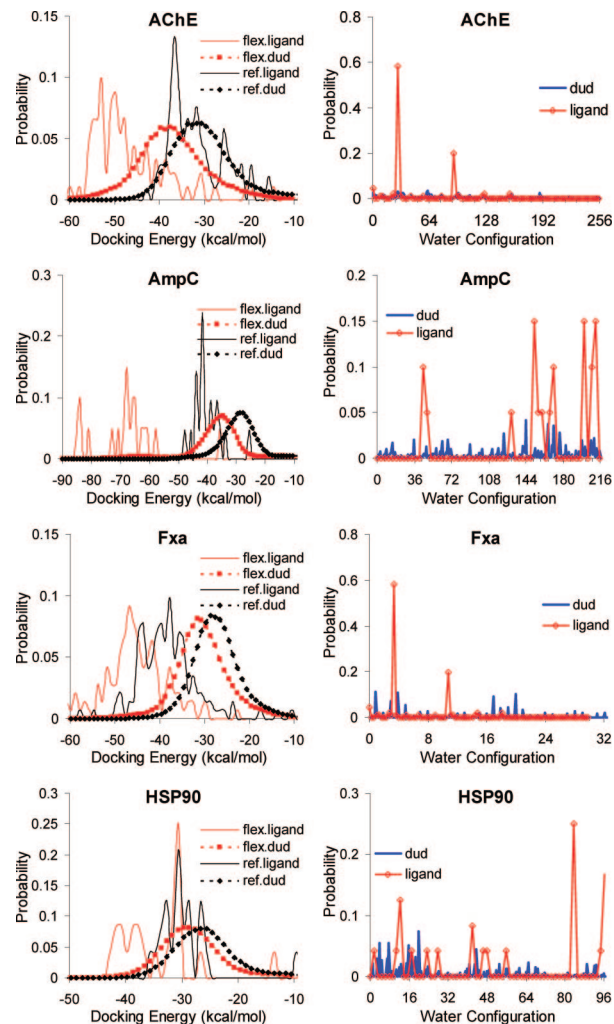 AChE
0.15
0.1
0.05
0
Probability
flex.ligand
flex.dud
ref.ligand
ref.dud
-60 -50 -40 -30 -20 -10
Docking Energy (kcal/mol)
AChE
0.8
0.6
0.4
0.2
0
Probability
dud
ligand
0 64 128 192 256
Water Configuration
AmpC
0.3
0.2
0.1
0
Probability
flex.ligand
flex.dud
ref.ligand
ref.dud
-90 -80 -70 -60 -50 -40 -30 -20 -10
Docking Energy (kcal/mol)
AmpC
0.2
0.15
0.1
0.05
0
Probability
dud
ligand
0 36 72 108 144 180 216
Water Configuration
Fxa
0.15
0.1
0.05
0
Probability
flex.ligand
flex.dud
ref.ligand
ref.dud
-60 -50 -40 -30 -20 -10
Docking Energy (kcal/mol)
Fxa
0.8
0.6
0.4
0.2
0
Probability
dud
ligand
0 8 16 24 32
Water Configuration
HSP90
0.3
0.25
0.2
0.15
0.1
0.05
0
Probability
flex.ligand
flex.dud
ref.ligand
ref.dud
-50 -40 -30 -20 -10
Docking Energy (kcal/mol)
HSP90
0.3
0.2
0.1
0
Probability
dud
ligand
0 16 32 48 64 80 96
Water Configuration